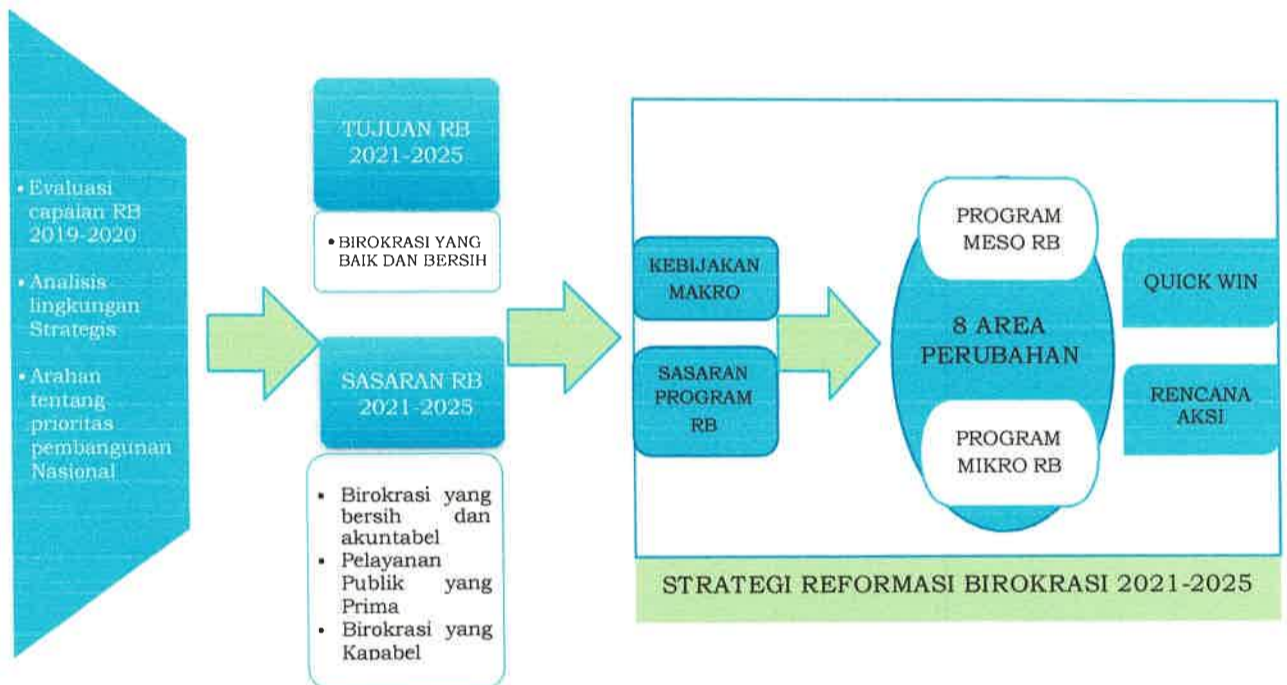 • Evaluasi
capaian RB
2019-2020
• Analisis
lingkungan
Strategis
• Arahan
tentang
prioritas
pembangunan
Nasional
TUJUAN RB
2021-2025
• BIROKRASI YANG
BAIK DAN BERSIH
SASARAN RB
2021-2025
• Birokrasi yang
bersih dan
akuntabel
• Pelayanan
Publik yang
Prima
• Birokrasi yang
Kapabel
KEBIJAKAN
MAKRO
SASARAN
PROGRAM
RB
PROGRAM
MESO RB
8 AREA
PERUBAHAN
PROGRAM
MIKRO RB
QUICK WIN
RENCANA
AKSI
STRATEGI REFORMASI BIROKRASI 2021-2025